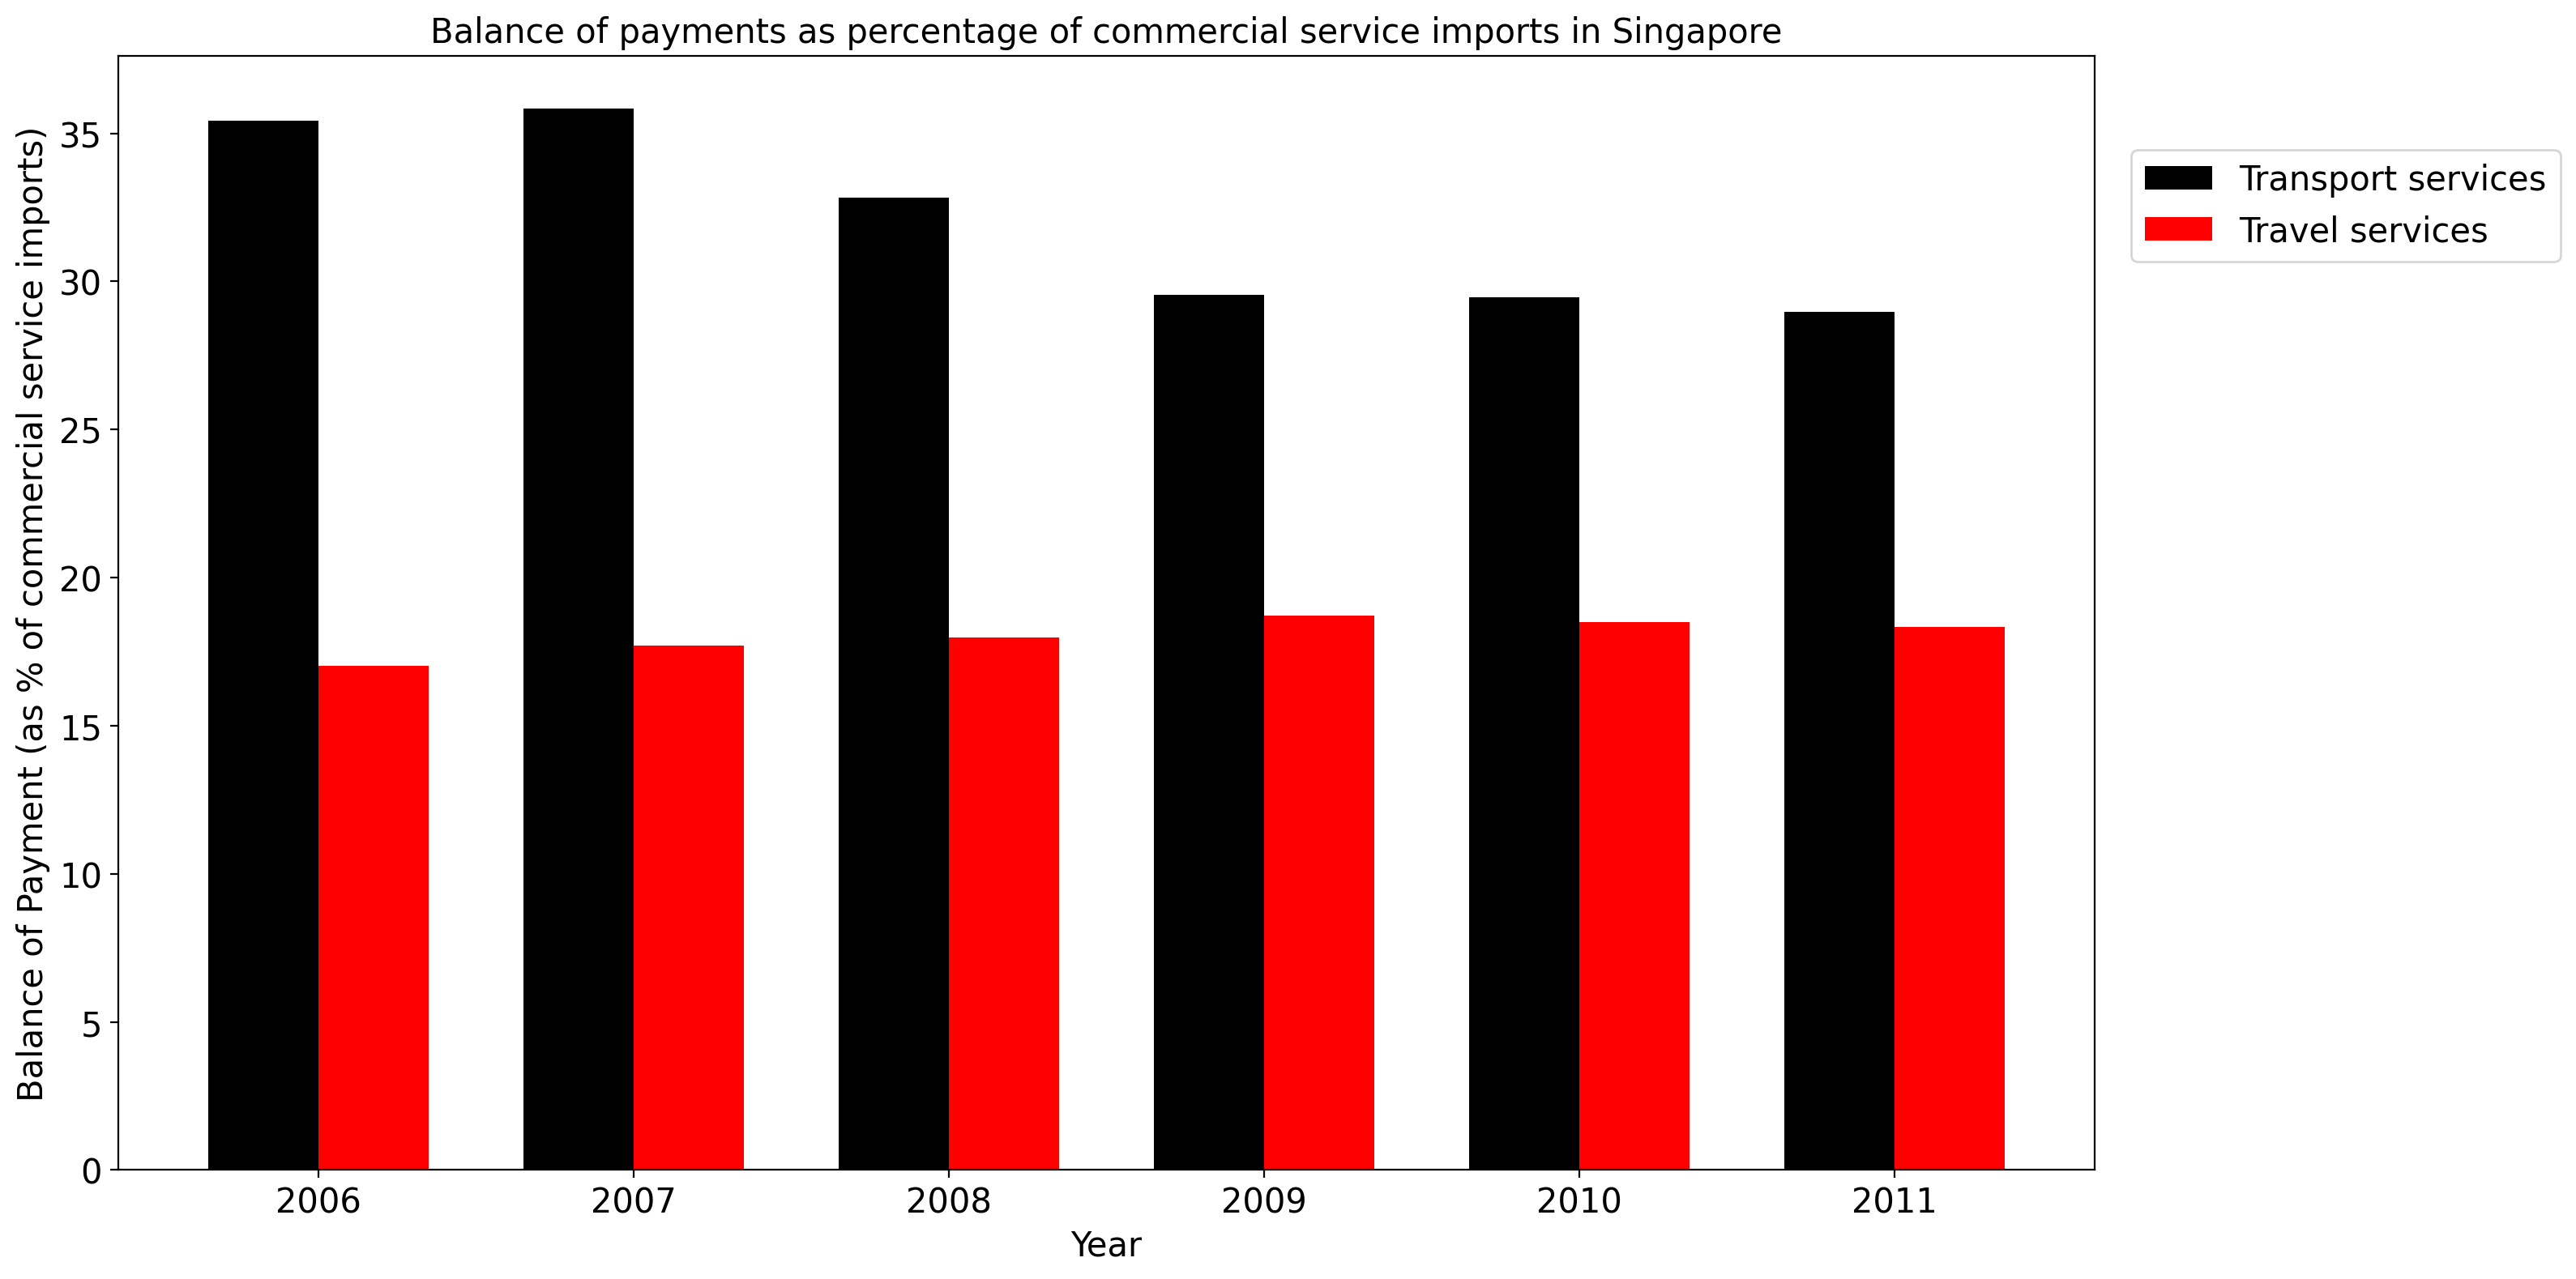 Balance of payments as percentage of commercial service imports in Singapore
Balance of Payment (as % of commercial service imports)
35
30
25
20
15
10
5
0
2006 2007 2008 2009 2010 2011
Year
Transport services
Travel services